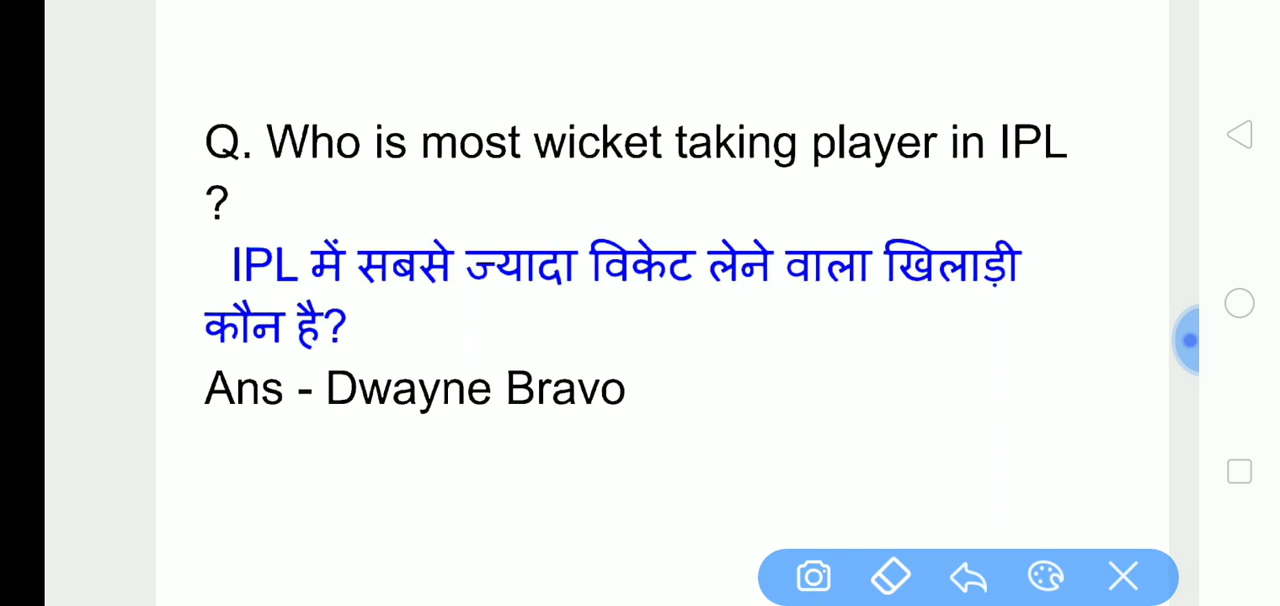 Q. Who is most wicket taking player in IPL
?
IPL में सबसे ज्यादा विकेट लेने वाला खिलाड़ी
कौन है?
Ans - Dwayne Bravo